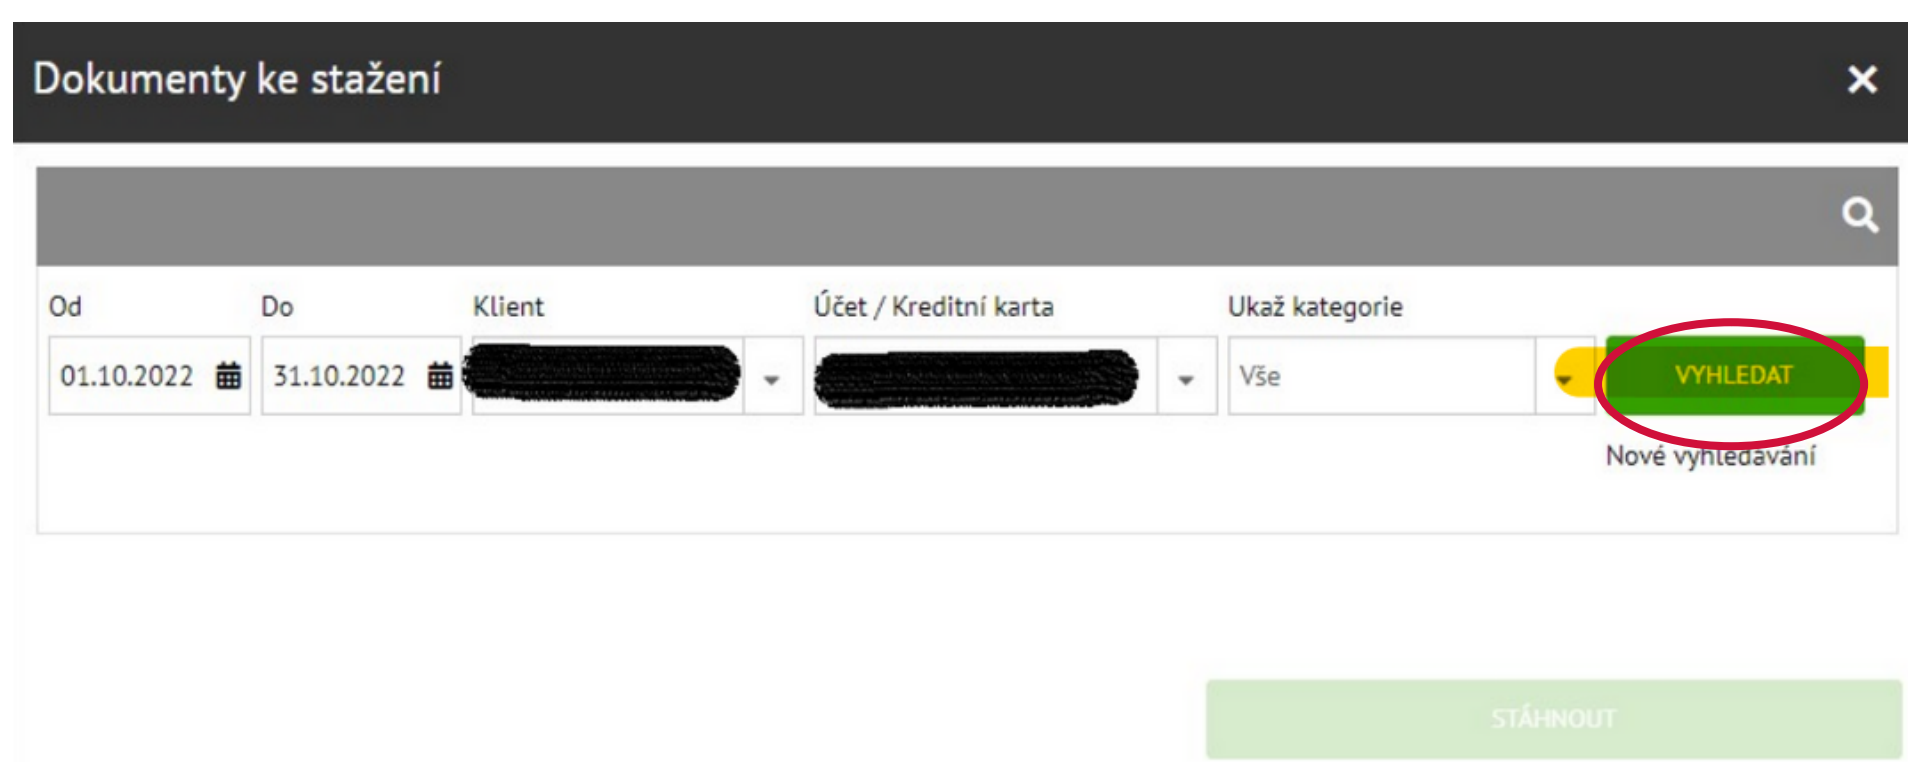 Dokumenty ke stažení
Od Do Klient Účet / Kreditní karta Ukaž kategorie
01.10.2022 31.10.2022 Vše VYHLEDAT
Nové vyhledávání
STÁHNOUT